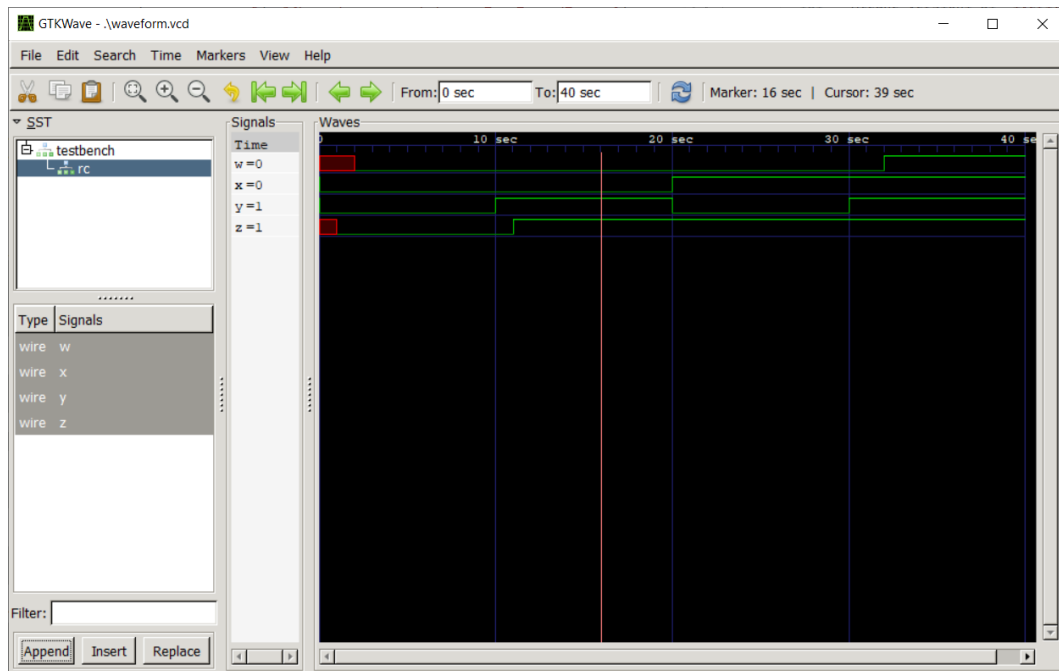 GTKWave - .\waveform.vcd
File Edit Search Time Markers View Help
From: 0 sec To: 40 sec Marker: 16 sec | Cursor: 39 sec
SST
testbench
rc
Type Signals
wire w
wire x
wire y
wire z
Filter:
Append Insert Replace
Signals
Time
w=0
x=0
y=1
z=1
Waves
0 10 sec 20 sec 30 sec 40 se